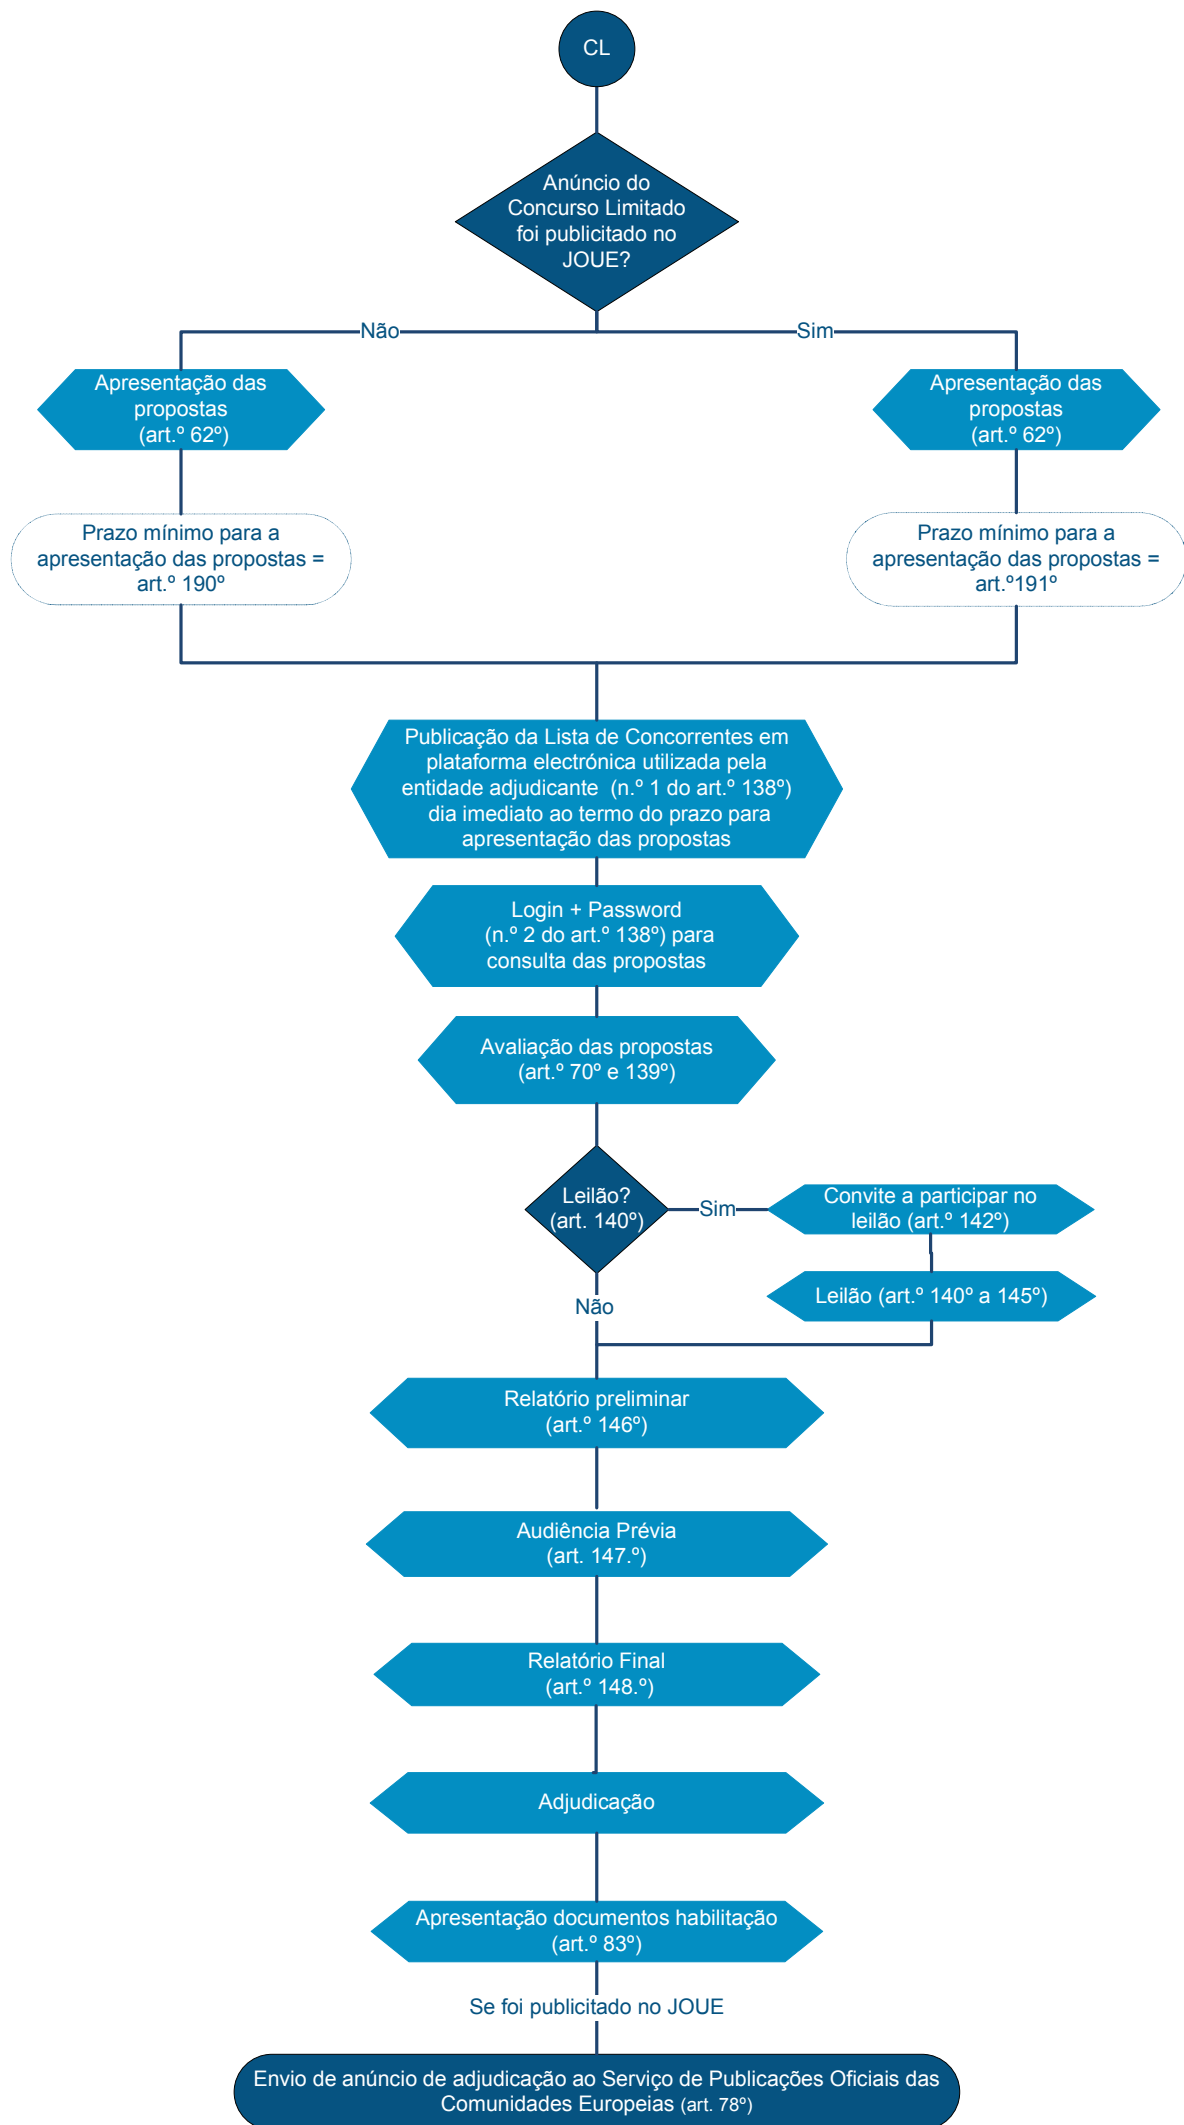 CL
Anúncio do
Concurso Limitado
foi publicitado no
JOUE?
Não
Sim
Apresentação das
propostas
(art.º 62º)
Apresentação das
propostas
(art.º 62º)
Prazo mínimo para a
apresentação das propostas =
art.º 190º
Prazo mínimo para a
apresentação das propostas =
art.º191º
Publicação da Lista de Concorrentes em
plataforma electrónica utilizada pela
entidade adjudicante (n.º 1 do art.º 138º)
dia imediato ao termo do prazo para
apresentação das propostas
Login + Password
(n.º 2 do art.º 138º) para
consulta das propostas
Avaliação das propostas
(art.º 70º e 139º)
Leilão?
(art. 140º)
Sim
Convite a participar no
leilão (art.º 142º)
Leilão (art.º 140º a 145º)
Não
Relatório preliminar
(art.º 146º)
Audiência Prévia
(art. 147.º)
Relatório Final
(art.º 148.º)
Adjudicação
Apresentação documentos habilitação
(art.º 83º)
Se foi publicitado no JOUE
Envio de anúncio de adjudicação ao Serviço de Publicações Oficiais das
Comunidades Europeias (art. 78º)